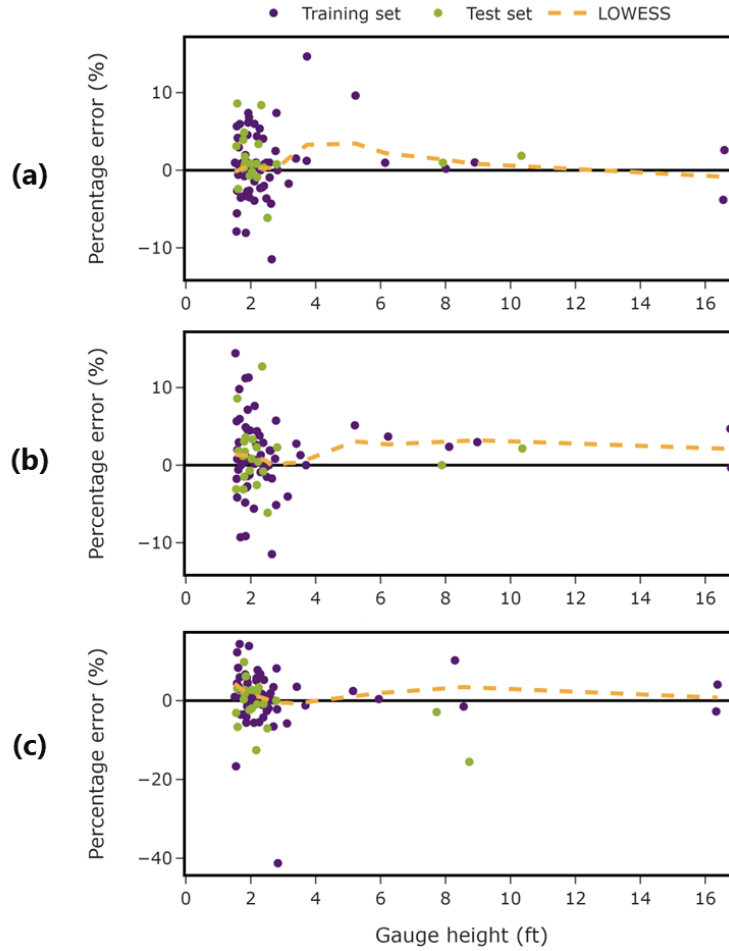 Training set Test set LOWESS
(a)
Percentage error (%)
10
0
−10
0 2 4 6 8 10 12 14 16
(b)
Percentage error (%)
10
0
−10
0 2 4 6 8 10 12 14 16
(c)
Percentage error (%)
0
−20
−40
0 2 4 6 8 10 12 14 16
Gauge height (ft)